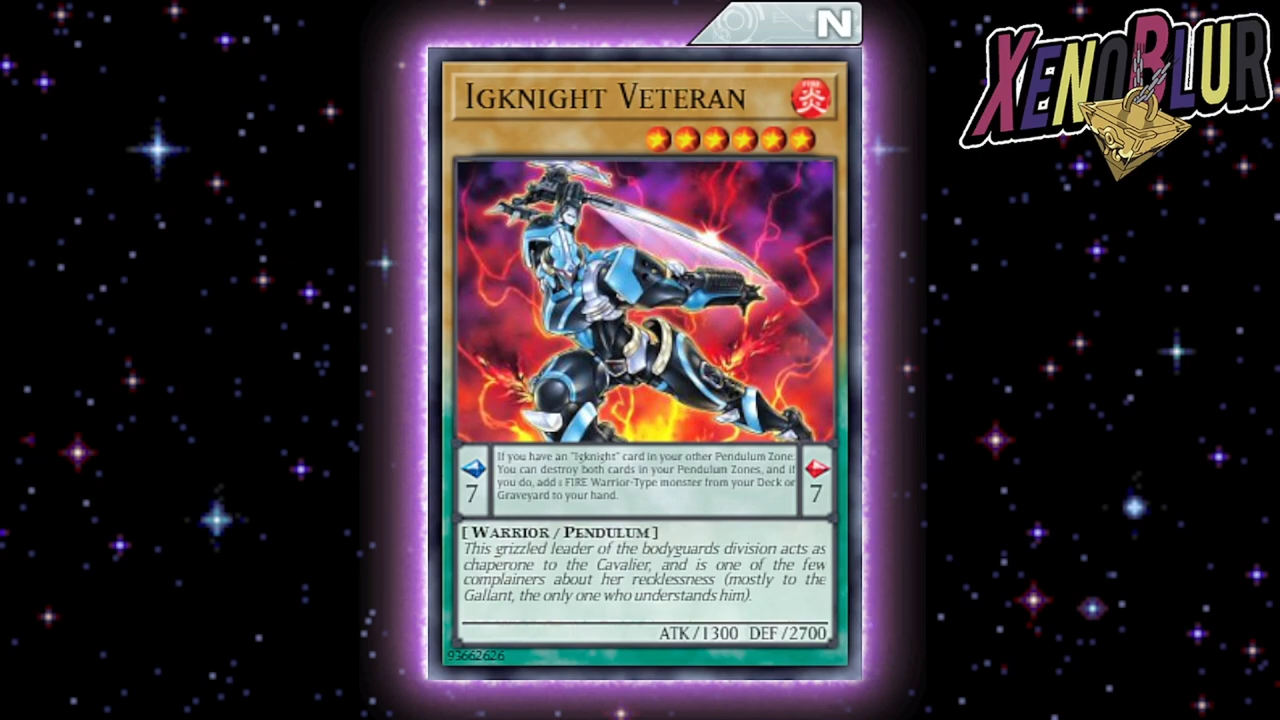 N
XENOBLUR
IGKNIGHT VETERAN
FIRE
炎
If you have an "Igknight" card in your other Pendulum Zone:
You can destroy both cards in your Pendulum Zones, and if
you do, add 1 FIRE Warrior-Type monster from your Deck or
Graveyard to your hand.
7
7
[ WARRIOR / PENDULUM ]
This grizzled leader of the bodyguards division acts as
chaperone to the Cavalier, and is one of the few
complainers about her recklessness (mostly to the
Gallant, the only one who understands him).
ATK/1300 DEF/2700
93662626